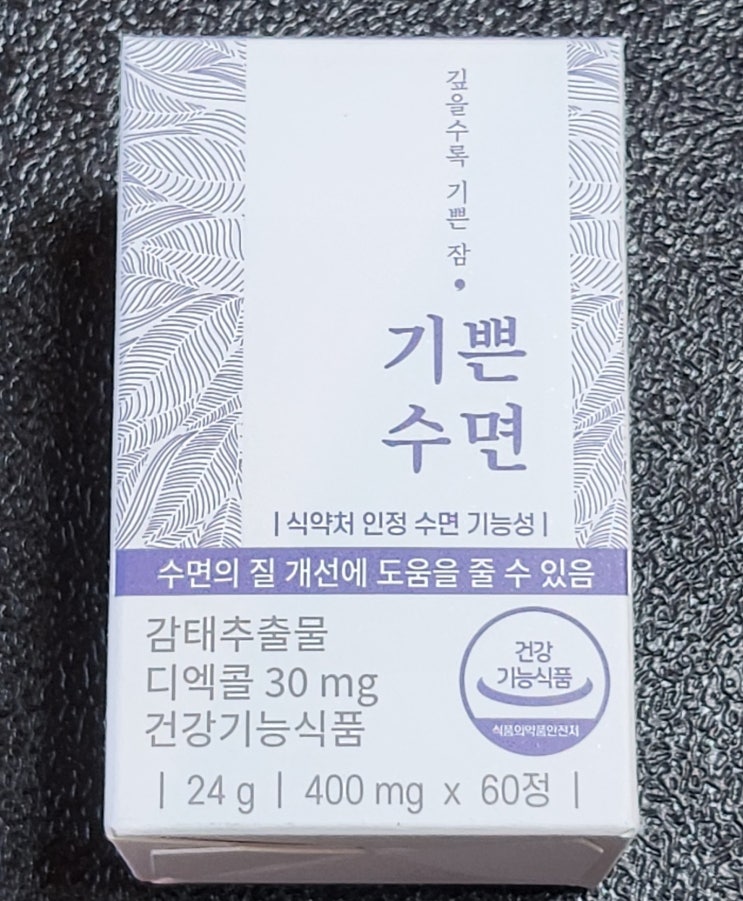 깊을수록 기쁜 잠
,
기쁜
수면
| 식약처 인정 수면 기능성 |
수면의 질 개선에 도움을 줄 수 있음
감태추출물
디엑콜 30 mg
건강기능식품
| 24 g | 400 mg x 60정 |
건강
기능식품
식품의약품안전처